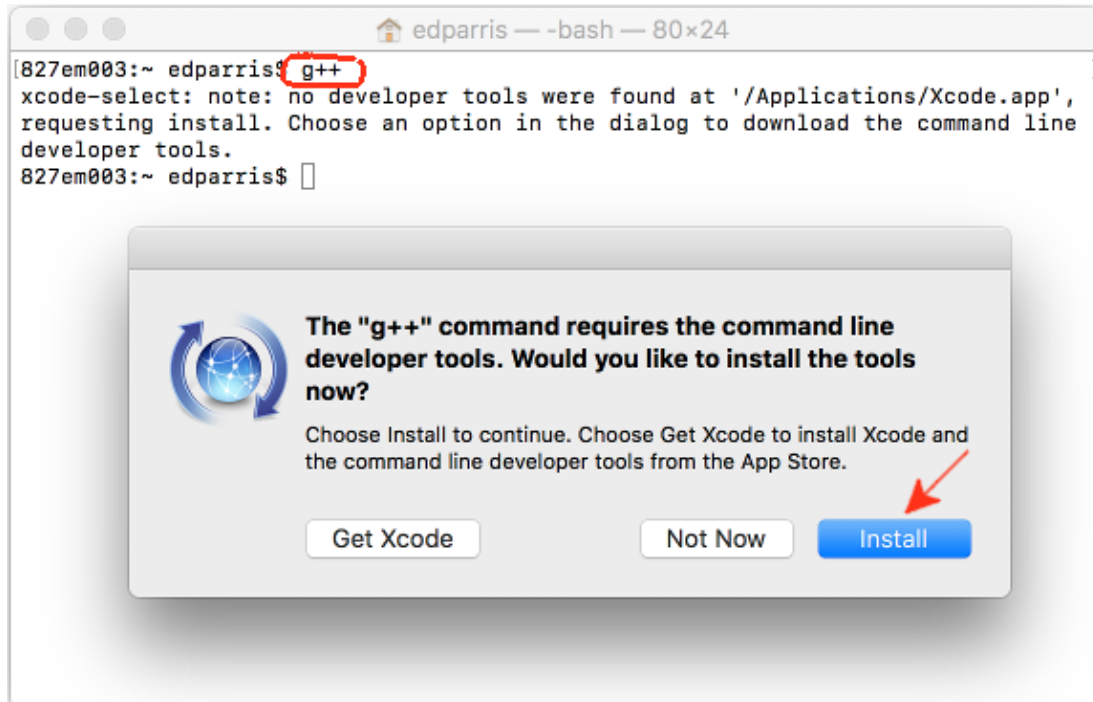 edparris — -bash — 80×24
[827em003:~ edparris$ g++
xcode-select: note: no developer tools were found at '/Applications/Xcode.app',
requesting install. Choose an option in the dialog to download the command line
developer tools.
827em003:~ edparris$
The "g++" command requires the command line
developer tools. Would you like to install the tools
now?
Choose Install to continue. Choose Get Xcode to install Xcode and
the command line developer tools from the App Store.
Get Xcode Not Now Install